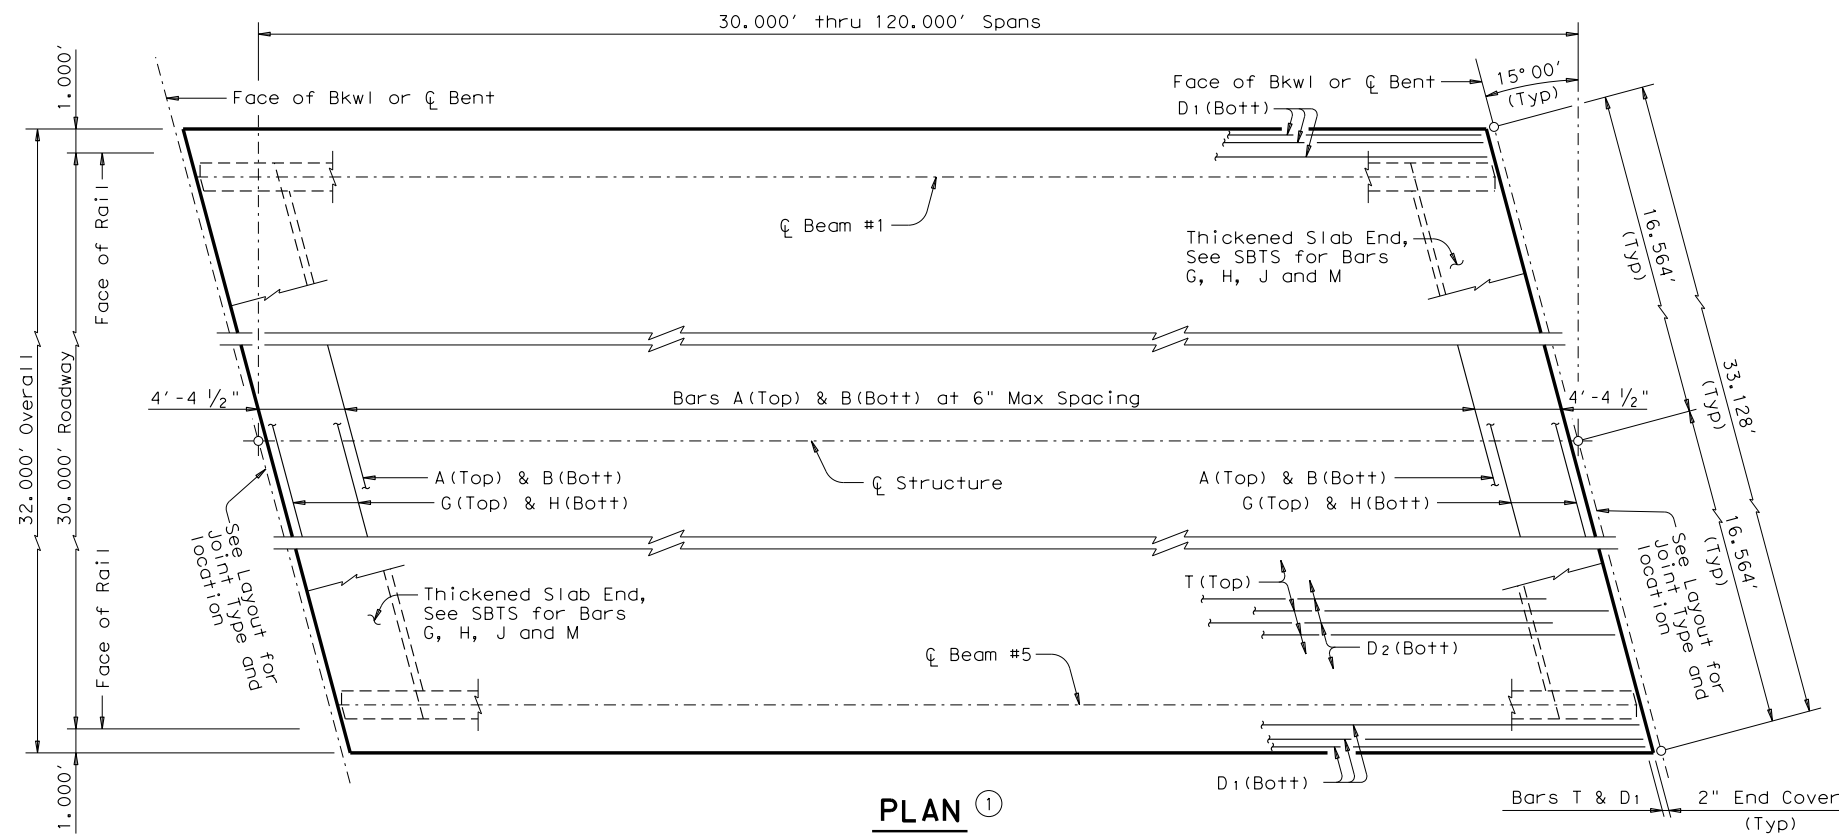 30.000' thru 120.000' Spans
1.000'
Face of Bkwl or ℄ Bent
Face of Bkwl or ℄ Bent
15°00'
(Typ)
D1(Bott)
Face of Rail
℄ Beam #1
Thickened Slab End,
See SBTS for Bars
G, H, J and M
16.564'
(Typ)
33.128'
(Typ)
32.000' Overall
30.000' Roadway
4'-4 ½"
Bars A(Top) & B(Bott) at 6" Max Spacing
4'-4 ½"
A(Top) & B(Bott)
G(Top) & H(Bott)
℄ Structure
A(Top) & B(Bott)
G(Top) & H(Bott)
See Layout for
Joint Type and
location
See Layout for
Joint Type and
location
16.564'
(Typ)
Face of Rail
Thickened Slab End,
See SBTS for Bars
G, H, J and M
T(Top)
D2(Bott)
℄ Beam #5
D1(Bott)
1.000'
PLAN ①
Bars T & D1
2" End Cover
(Typ)